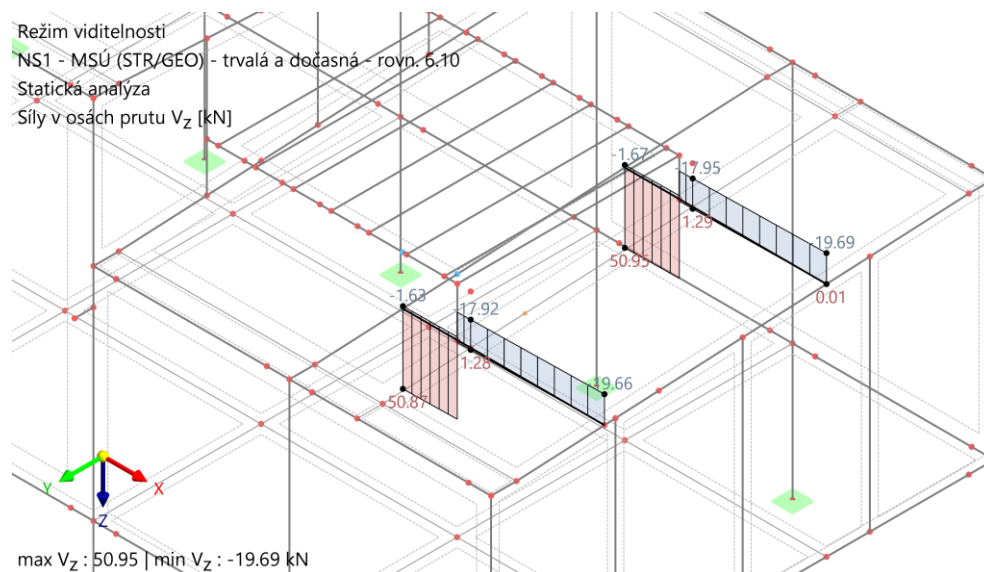 Režim viditelnosti
NS1 - MSÚ (STR/GEO) - trvalá a dočasná - rovn. 6.10
Statická analýza
Síly v osách prutu VZ [kN]
-1.67
-17.95
1.29
50.95
-19.69
0.01
-1.63
-17.92
1.28
-19.66
50.87
Y
X
Z
max VZ : 50.95 | min VZ : -19.69 kN